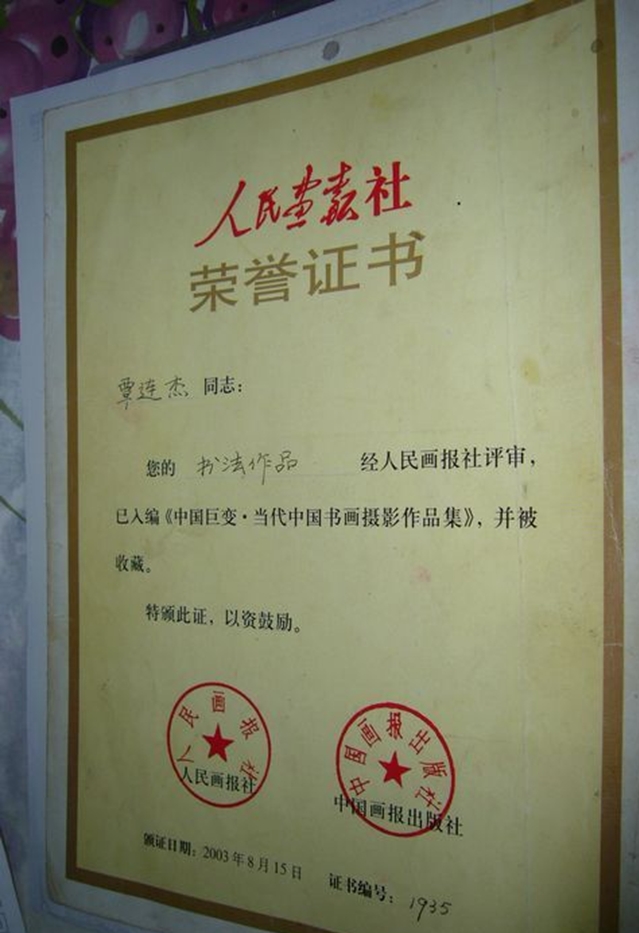 人民画报社
荣誉证书
覃连杰 同志：
您的 书法作品 经人民画报社评审，
已入编《中国巨变·当代中国书画摄影作品集》，并被
收藏。
特颁此证，以资鼓励。
人民画报社
人民画报社
中国画报出版社
中国画报出版社
颁证日期：2003年8月15日 证书编号：1935